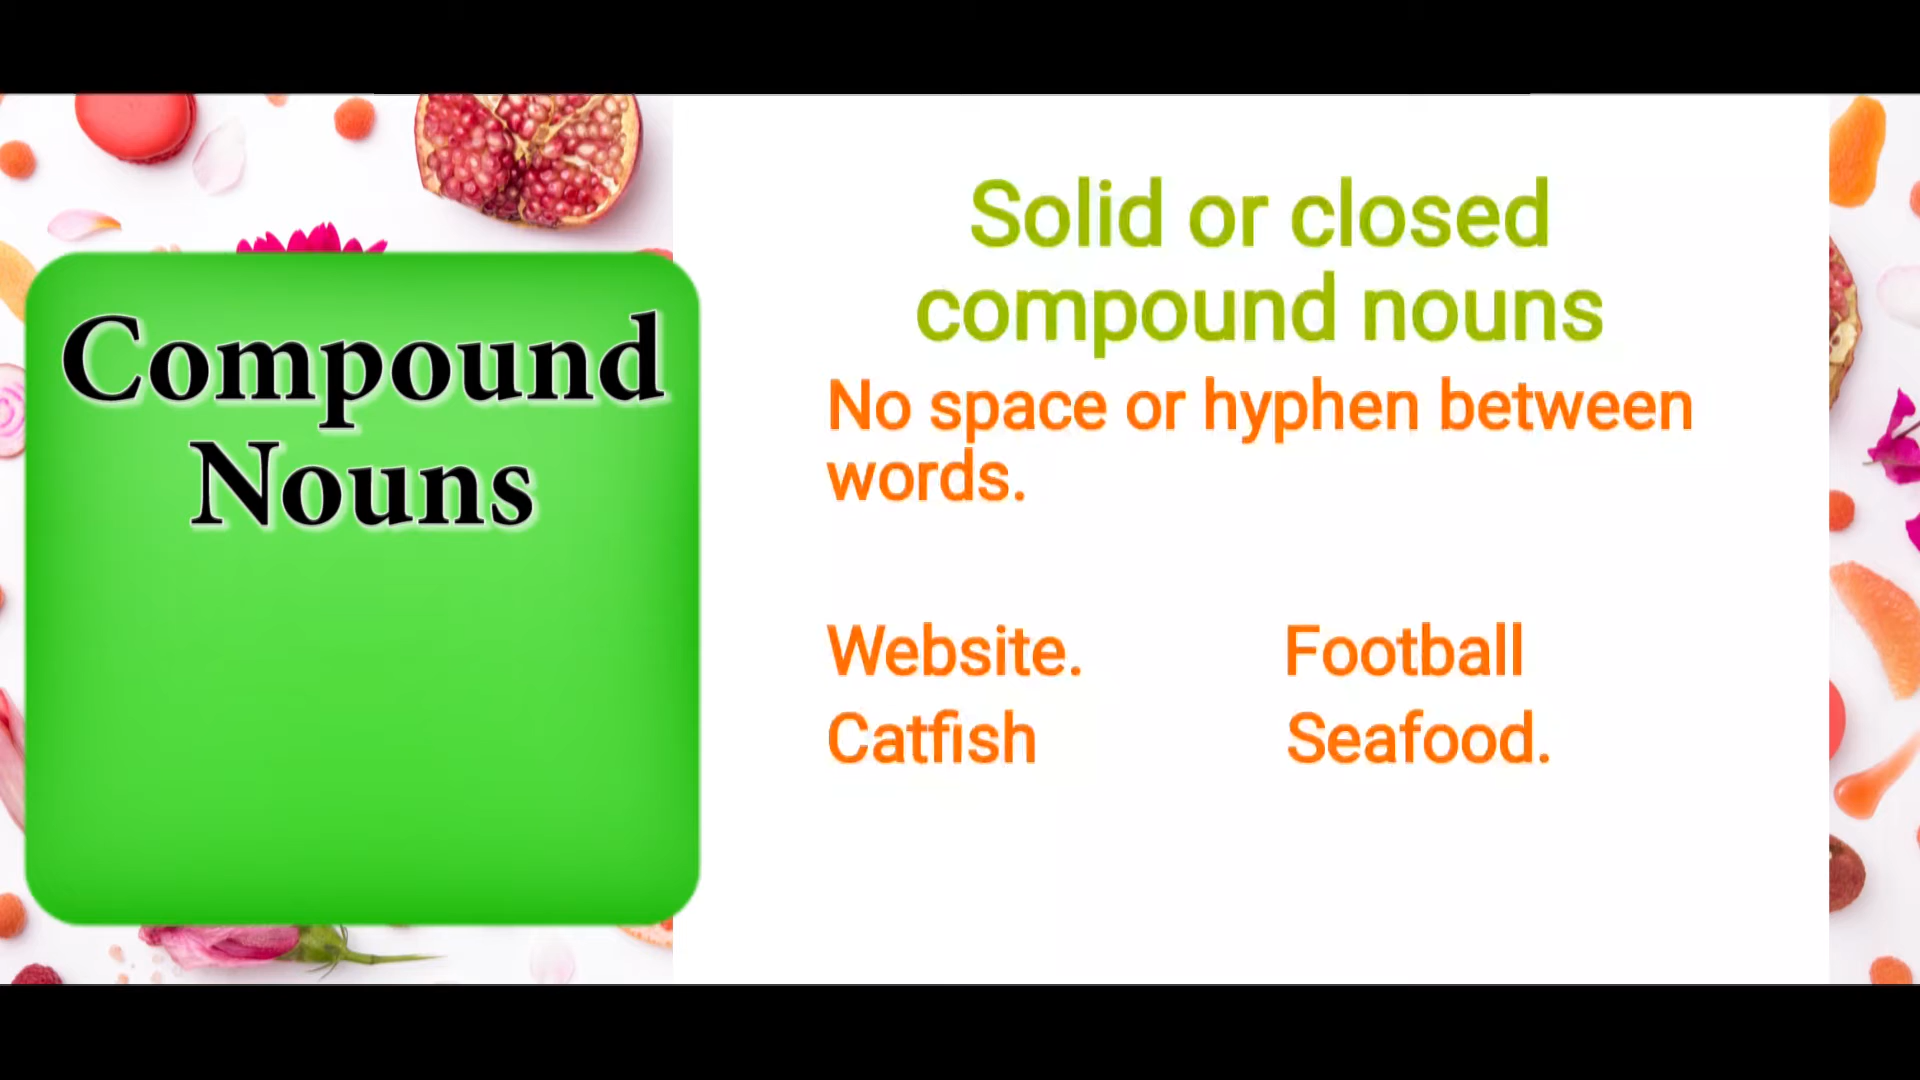 Compound
Nouns
Solid or closed
compound nouns
No space or hyphen between
words.
Website. Football
Catfish Seafood.